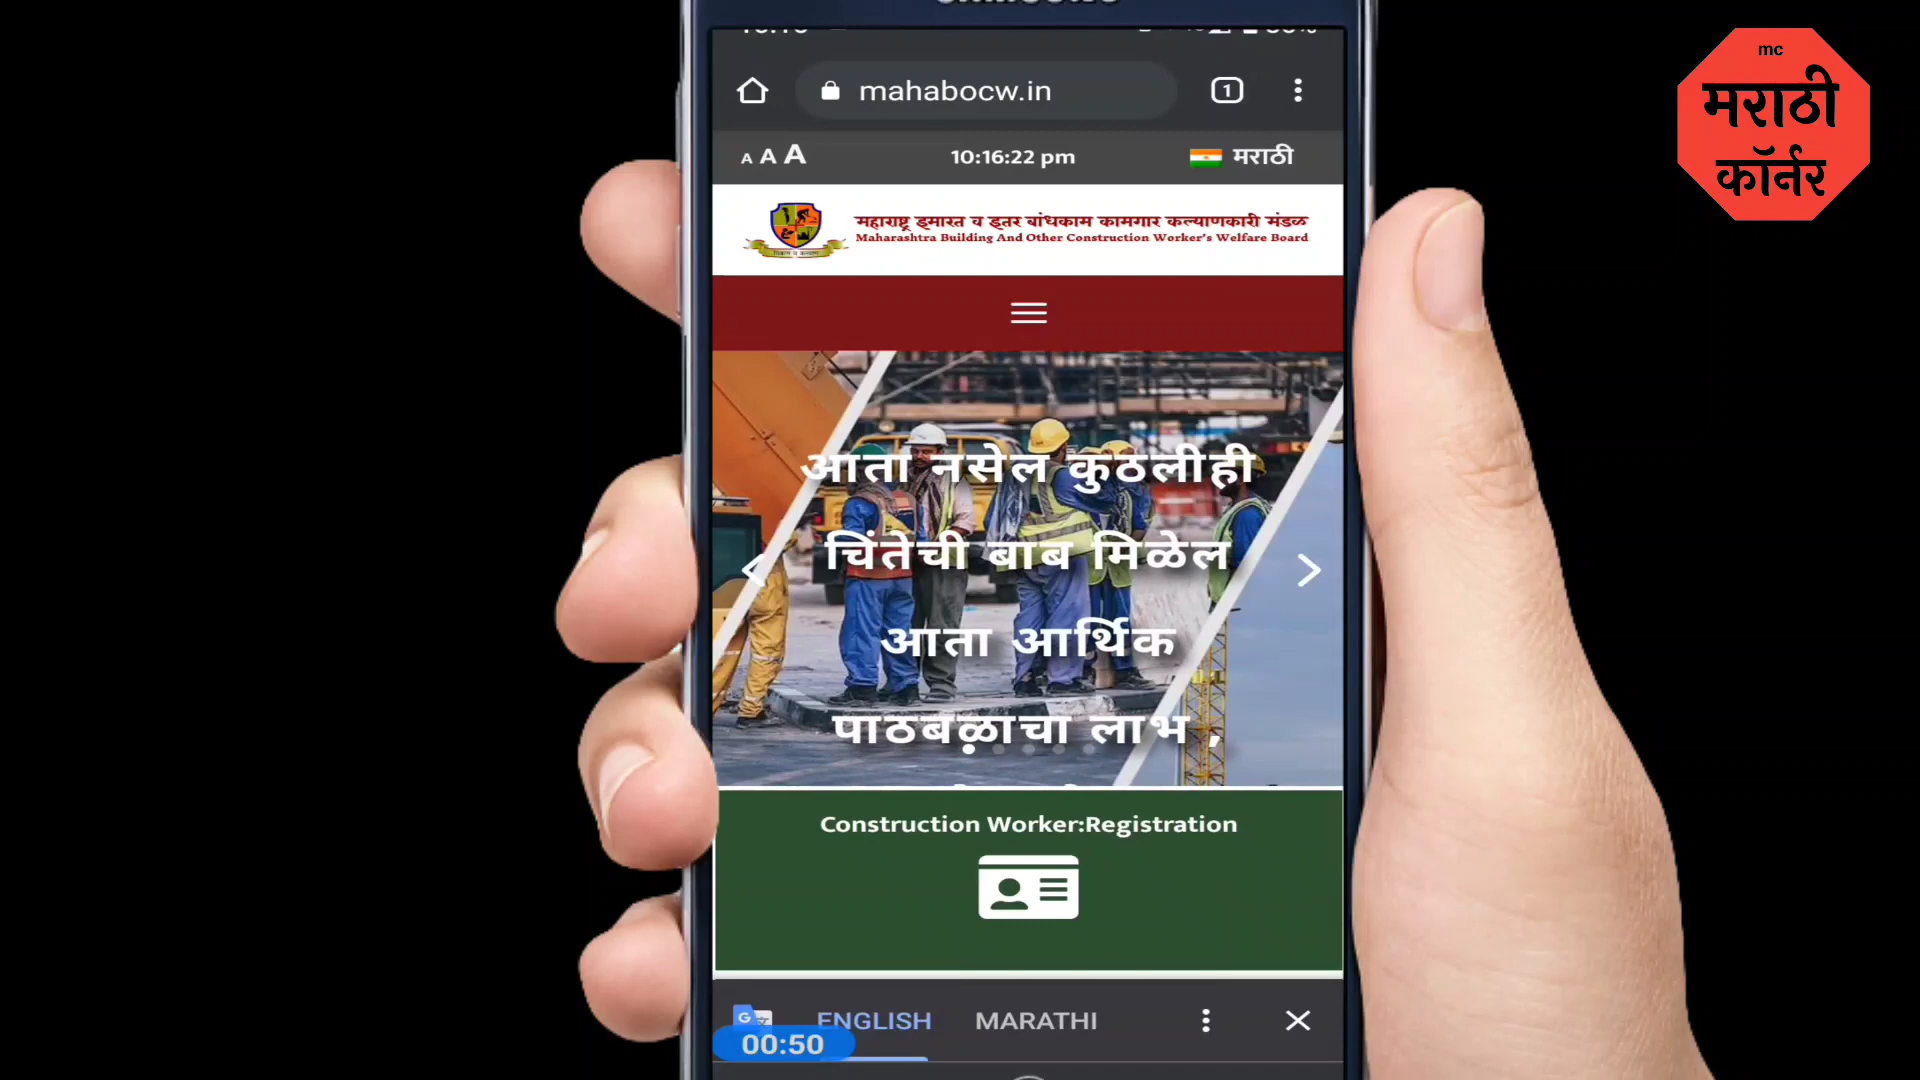 mc
मराठी
कॉर्नर
mahabocw.in
1
A A A
10:16:22 pm
मराठी
महाराष्ट्र इमारत व इतर बांधकाम कामगार कल्याणकारी मंडळ
Maharashtra Building And Other Construction Worker's Welfare Board
आता नसेल कुठलीही
चिंतेची बाब मिळेल
आता आर्थिक
पाठबळाचा लाभ ,
Construction Worker:Registration
ENGLISH
MARATHI
00:50